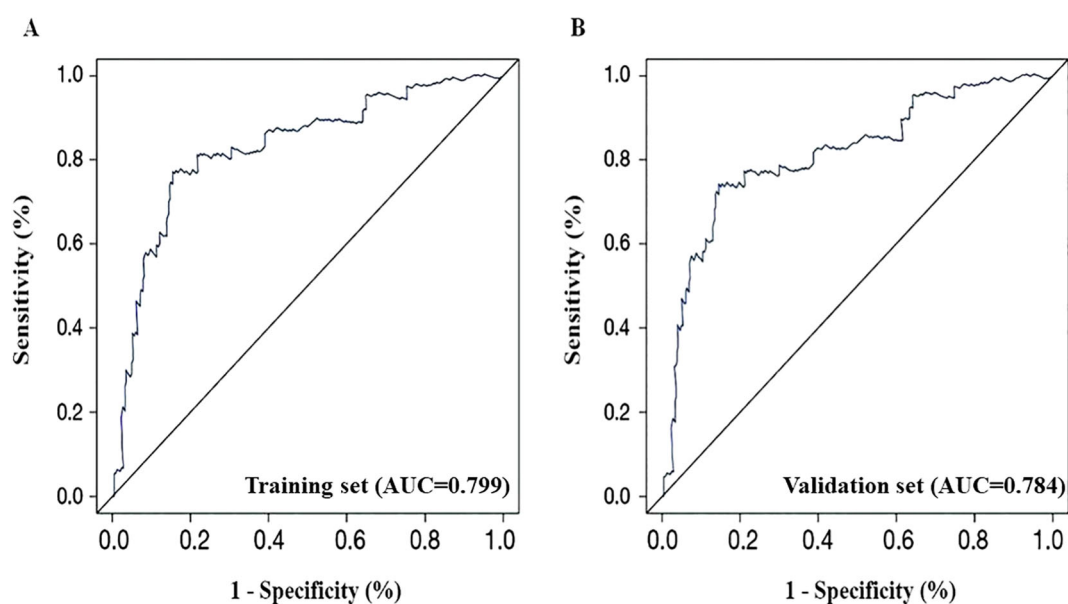 A
Sensitivity (%)
1.0
0.8
0.6
0.4
0.2
0.0
Training set (AUC=0.799)
0.0 0.2 0.4 0.6 0.8 1.0
1 - Specificity (%)
B
Sensitivity (%)
1.0
0.8
0.6
0.4
0.2
0.0
Validation set (AUC=0.784)
0.0 0.2 0.4 0.6 0.8 1.0
1 - Specificity (%)